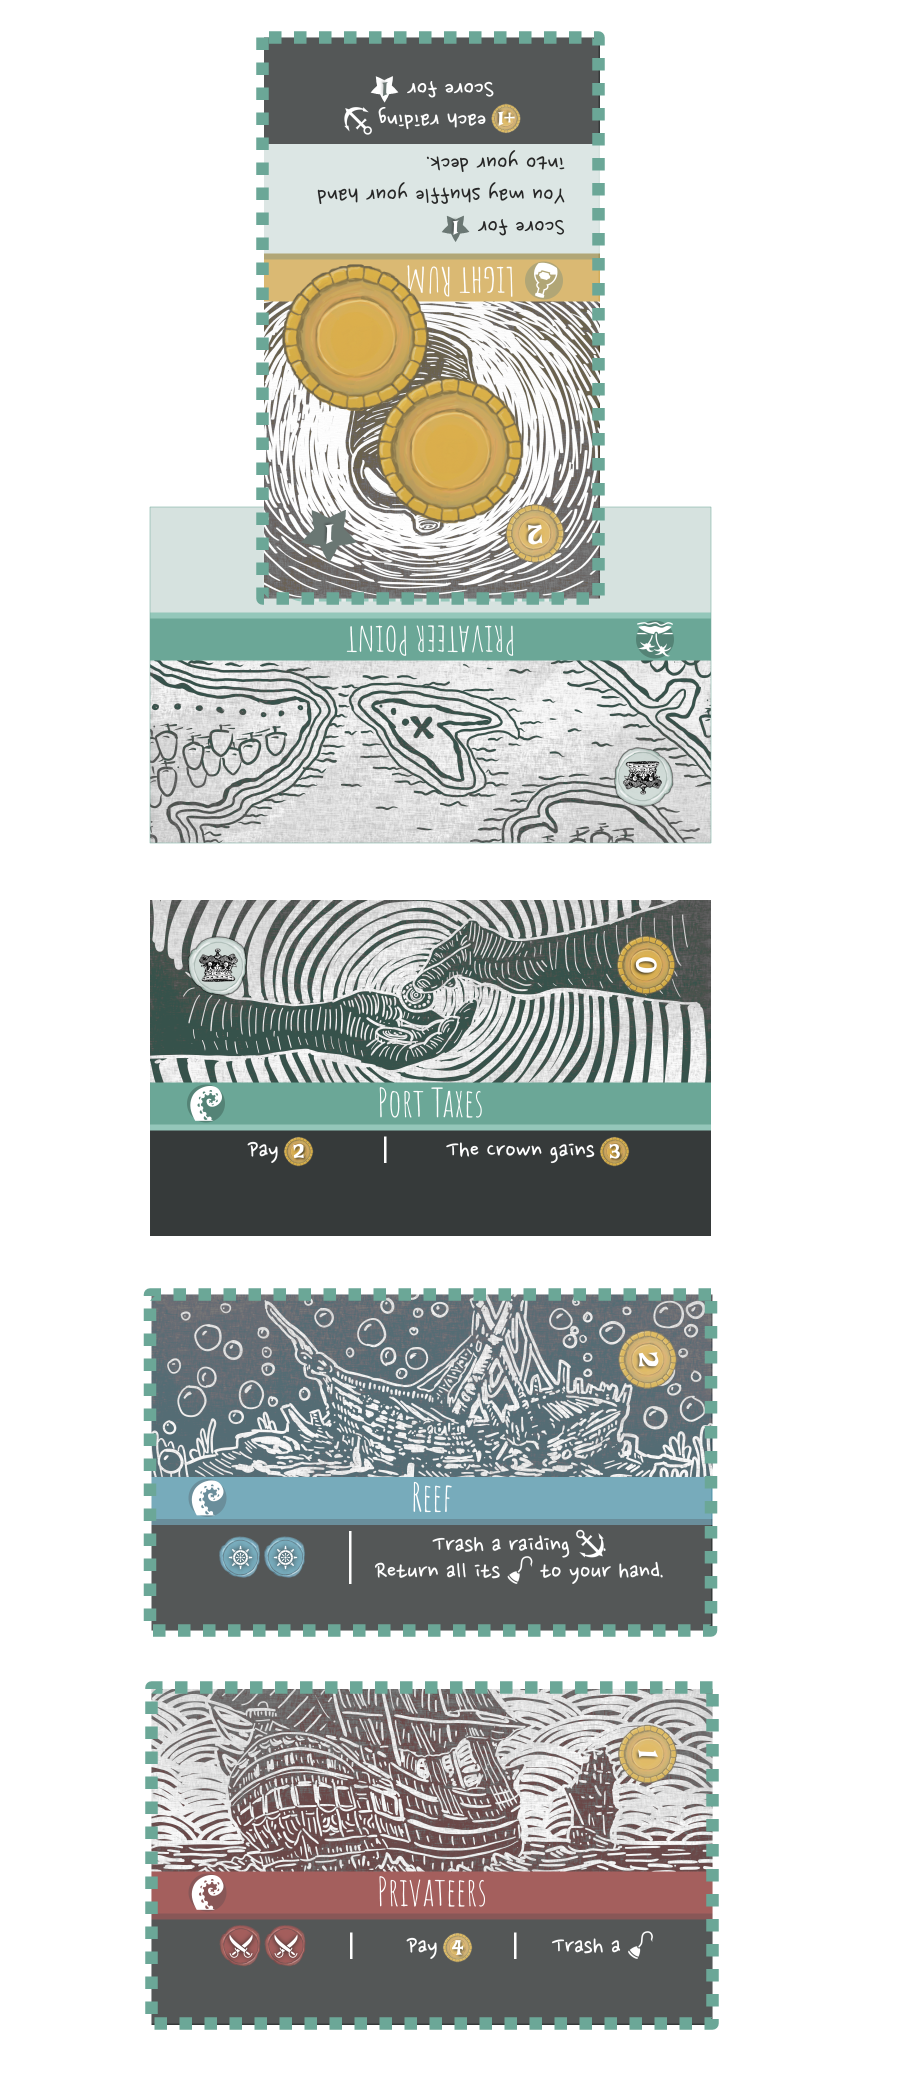 2 1
LIGHT RUM
Score for 1
You may shuffle your hand
into your deck.
+1 each raiding
Score for 1
PRIVATEER POINT
0
PORT TAXES
Pay 2 | The crown gains 3
2
REEF
Trash a raiding .
Return all its to your hand.
1
PRIVATEERS
Pay 4 | Trash a